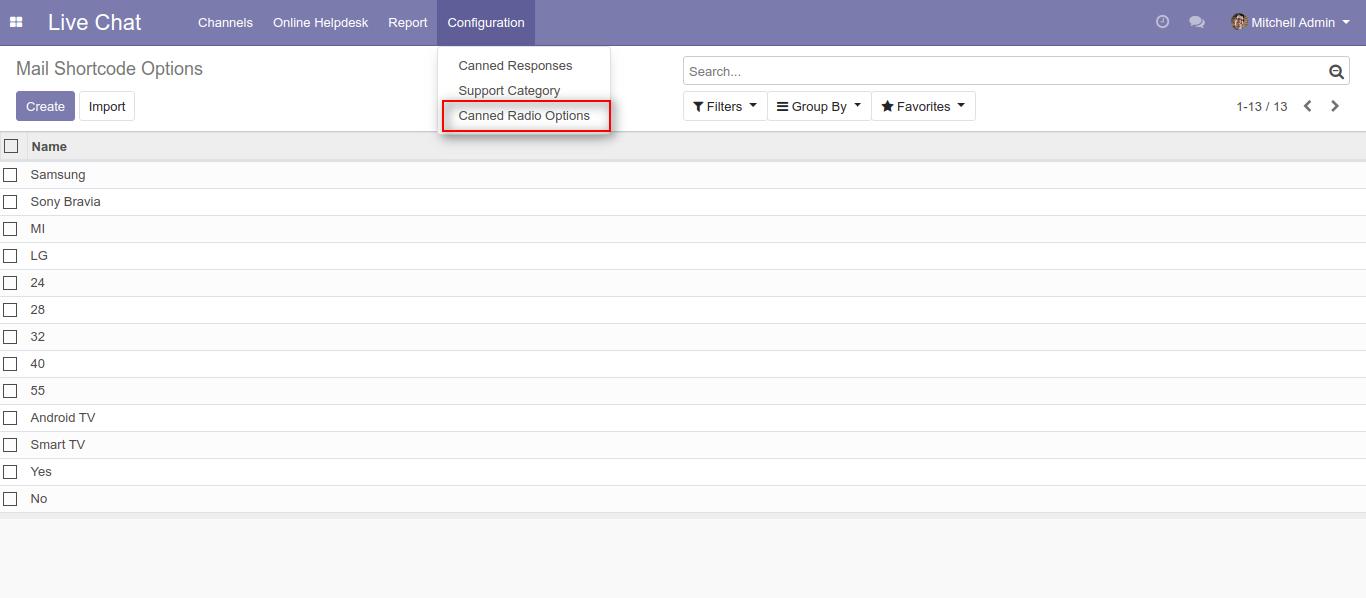 Live Chat Channels Online Helpdesk Report Configuration Mitchell Admin
Canned Responses
Support Category
Canned Radio Options
Mail Shortcode Options
Search...
Create Import
Filters Group By Favorites 1-13 / 13
Name
Samsung
Sony Bravia
MI
LG
24
28
32
40
55
Android TV
Smart TV
Yes
No